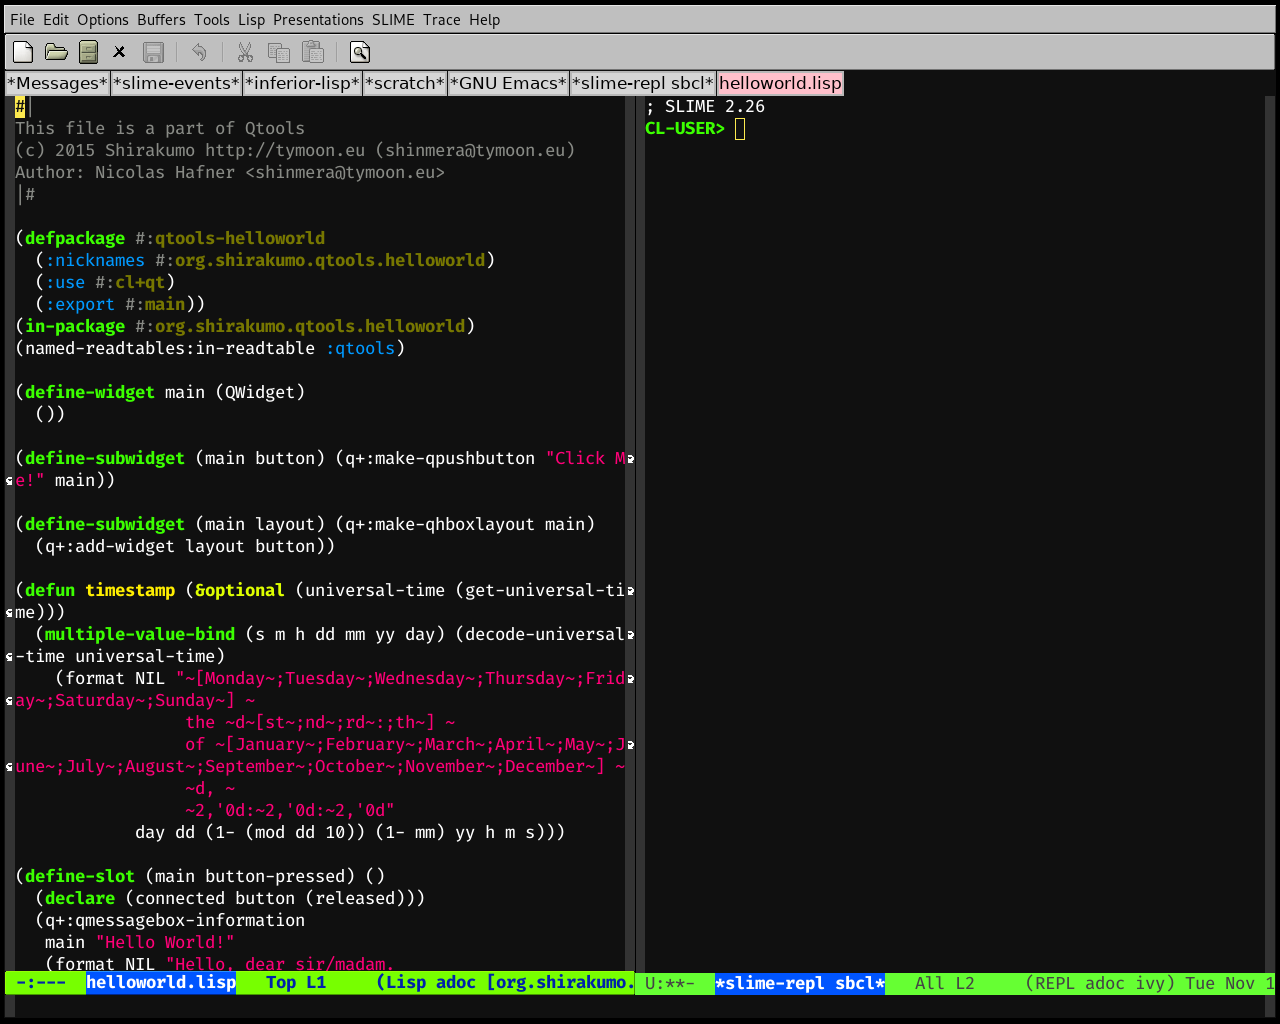 File Edit Options Buffers Tools Lisp Presentations SLIME Trace Help
*Messages* *slime-events* *inferior-lisp* *scratch* *GNU Emacs* *slime-repl sbcl* helloworld.lisp
#|
This file is a part of Qtools
(c) 2015 Shirakumo http://tymoon.eu (shinmera@tymoon.eu)
Author: Nicolas Hafner <shinmera@tymoon.eu>
|#
(defpackage #:qtools-helloworld
  (:nicknames #:org.shirakumo.qtools.helloworld)
  (:use #:cl+qt)
  (:export #:main))
(in-package #:org.shirakumo.qtools.helloworld)
(named-readtables:in-readtable :qtools)
(define-widget main (QWidget)
  ())
(define-subwidget (main button) (q+:make-qpushbutton "Click M
e!" main))
(define-subwidget (main layout) (q+:make-qhboxlayout main)
  (q+:add-widget layout button))
(defun timestamp (&optional (universal-time (get-universal-ti
me)))
  (multiple-value-bind (s m h dd mm yy day) (decode-universal
-time universal-time)
    (format NIL "~[Monday~;Tuesday~;Wednesday~;Thursday~;Frid
ay~;Saturday~;Sunday~] ~
                 the ~d~[st~;nd~;rd~:;th~] ~
                 of ~[January~;February~;March~;April~;May~;J
une~;July~;August~;September~;October~;November~;December~] ~
                 ~d, ~
                 ~2,'0d:~2,'0d:~2,'0d"
            day dd (1- (mod dd 10)) (1- mm) yy h m s)))
(define-slot (main button-pressed) ()
  (declare (connected button (released)))
  (q+:qmessagebox-information
   main "Hello World!"
   (format NIL "Hello, dear sir/madam.
-:--- helloworld.lisp Top L1 (Lisp adoc [org.shirakumo.
; SLIME 2.26
CL-USER>
U:**- *slime-repl sbcl* All L2 (REPL adoc ivy) Tue Nov 1